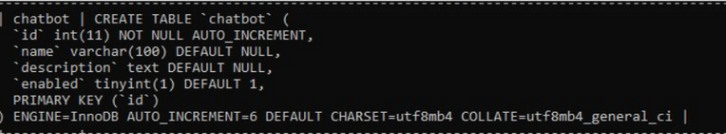 | chatbot | CREATE TABLE `chatbot` (
`id` int(11) NOT NULL AUTO_INCREMENT,
`name` varchar(100) DEFAULT NULL,
`description` text DEFAULT NULL,
`enabled` tinyint(1) DEFAULT 1,
PRIMARY KEY (`id`)
) ENGINE=InnoDB AUTO_INCREMENT=6 DEFAULT CHARSET=utf8mb4 COLLATE=utf8mb4_general_ci |